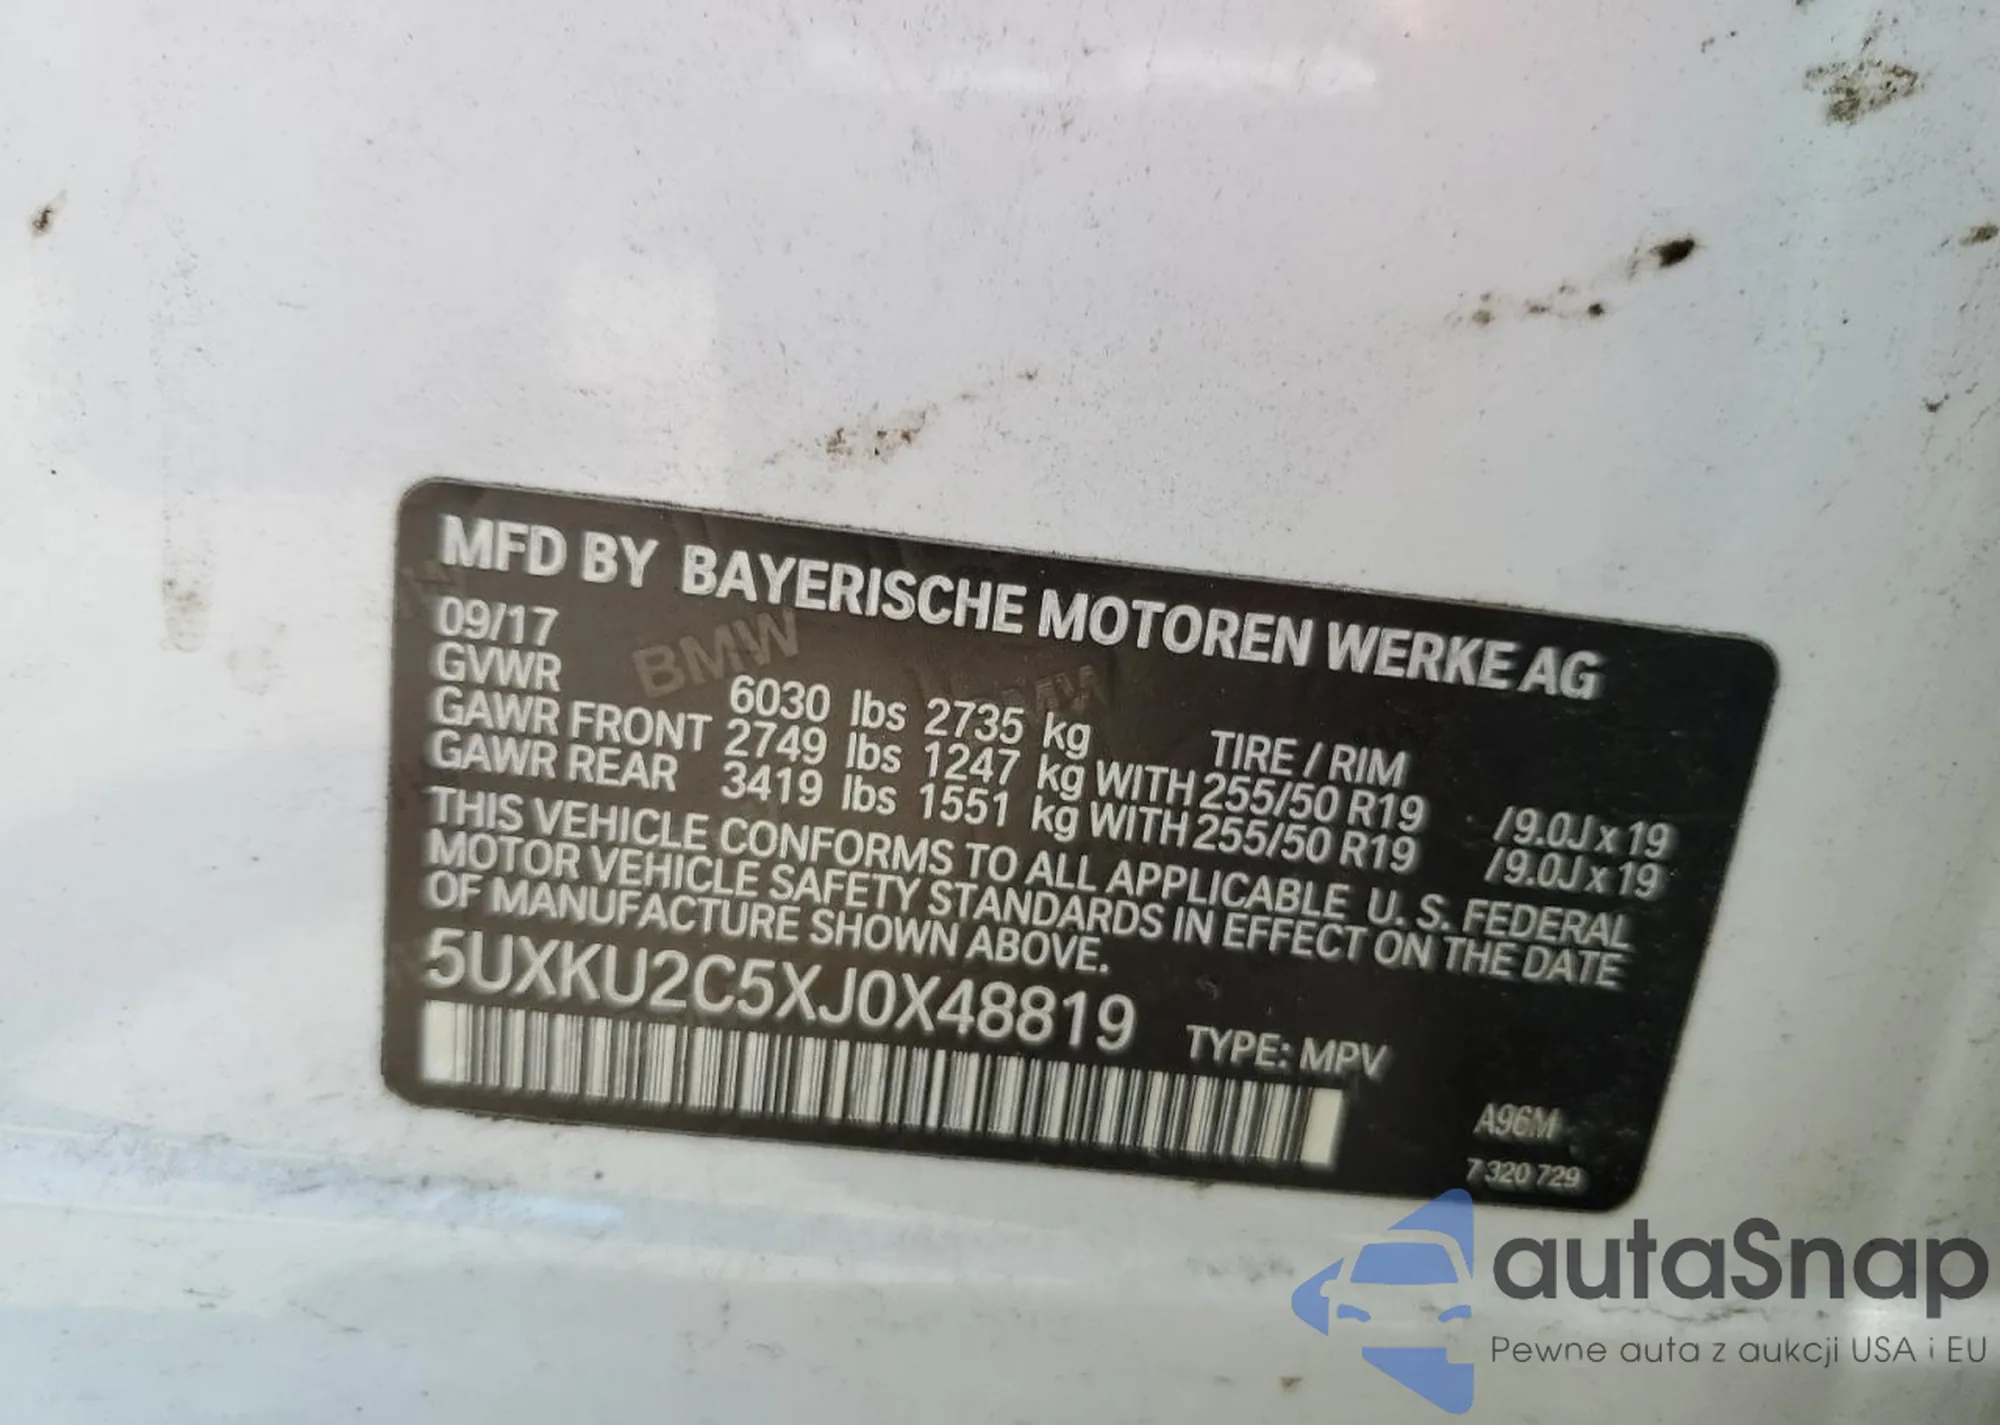 MFD BY BAYERISCHE MOTOREN WERKE AG
09/17
GVWR 6030 lbs 2735 kg TIRE / RIM
GAWR FRONT 2749 lbs 1247 kg WITH 255/50 R19 /9.0J x 19
GAWR REAR 3419 lbs 1551 kg WITH 255/50 R19 /9.0J x 19
THIS VEHICLE CONFORMS TO ALL APPLICABLE U. S. FEDERAL
MOTOR VEHICLE SAFETY STANDARDS IN EFFECT ON THE DATE
OF MANUFACTURE SHOWN ABOVE.
5UXKU2C5XJ0X48819 TYPE: MPV
A96M
7 320 729
BMW
autaSnap
Pewne auta z aukcji USA i EU